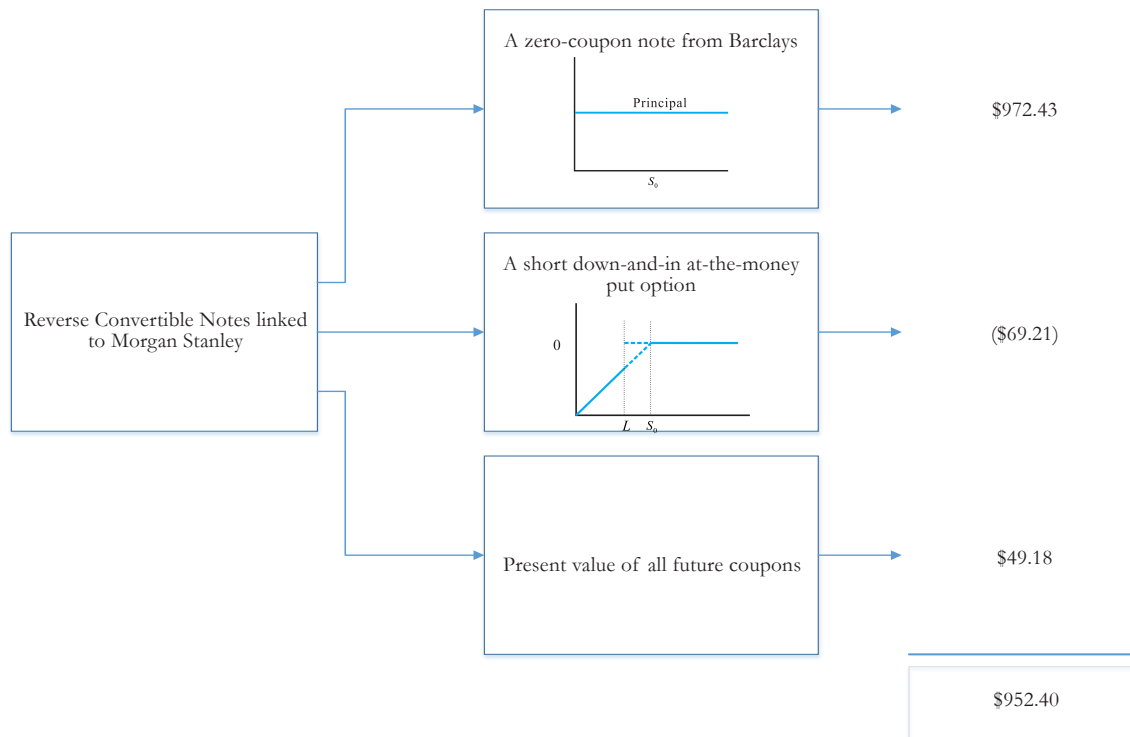 A zero-coupon note from Barclays
Principal
S₀
$972.43
Reverse Convertible Notes linked
to Morgan Stanley
A short down-and-in at-the-money
put option
0
L S₀
($69.21)
Present value of all future coupons
$49.18
$952.40